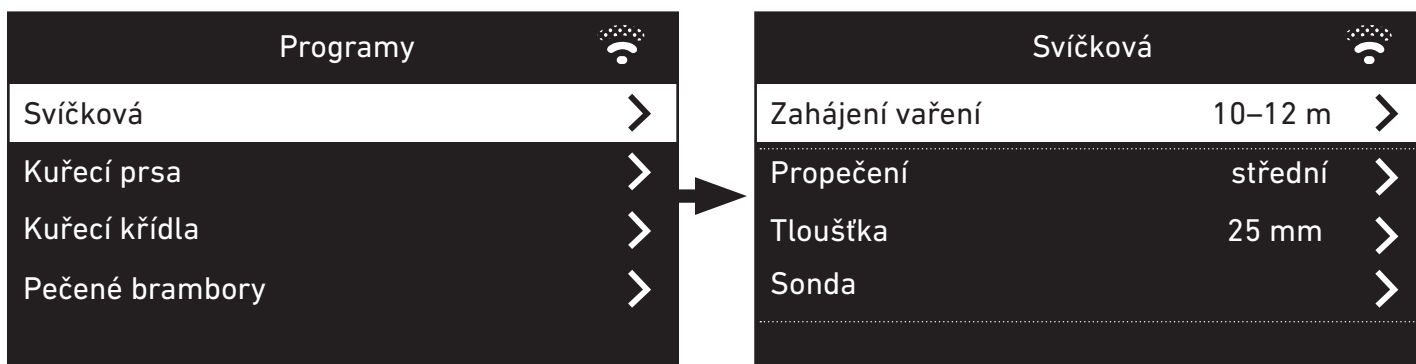 Programy
Svíčková
Kuřecí prsa
Kuřecí křídla
Pečené brambory
Svíčková
Zahájení vaření 10–12 m
Propečení střední
Tloušťka 25 mm
Sonda